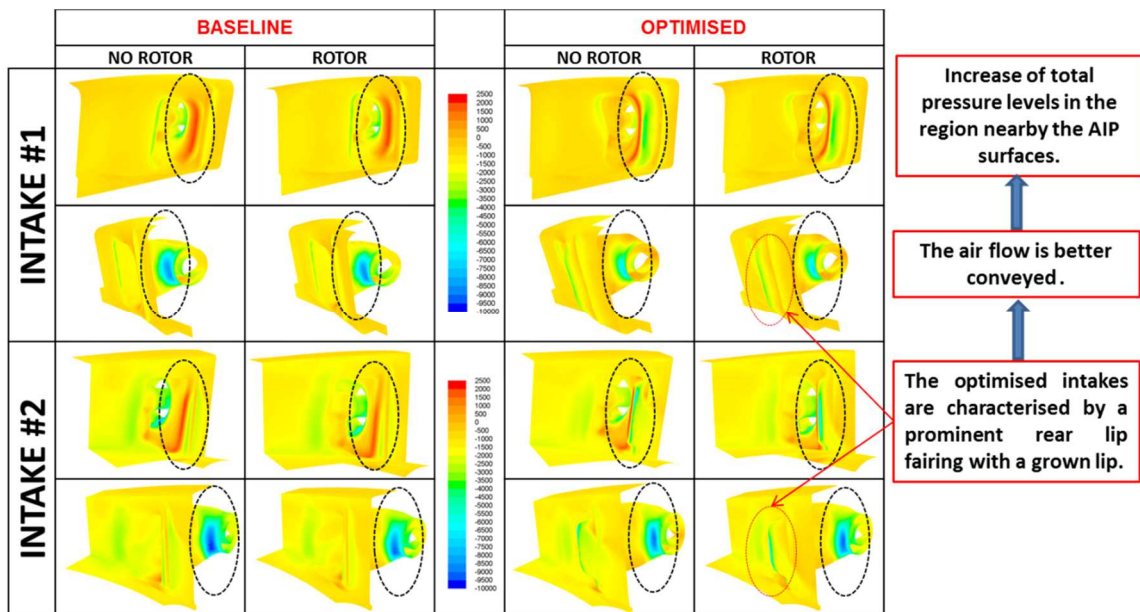 BASELINE
OPTIMISED
NO ROTOR
ROTOR
NO ROTOR
ROTOR
INTAKE #1
2500
2000
1500
1000
500
0
-500
-1000
-1500
-2000
-2500
-3000
-3500
-4000
-4500
-5000
-5500
-6000
-6500
-7000
-7500
-8000
-8500
-9000
-9500
-10000
INTAKE #2
2500
2000
1500
1000
500
0
-500
-1000
-1500
-2000
-2500
-3000
-3500
-4000
-4500
-5000
-5500
-6000
-6500
-7000
-7500
-8000
-8500
-9000
-9500
-10000
Increase of total
pressure levels in the
region nearby the AIP
surfaces.
The air flow is better
conveyed .
The optimised intakes
are characterised by a
prominent rear lip
fairing with a grown lip.